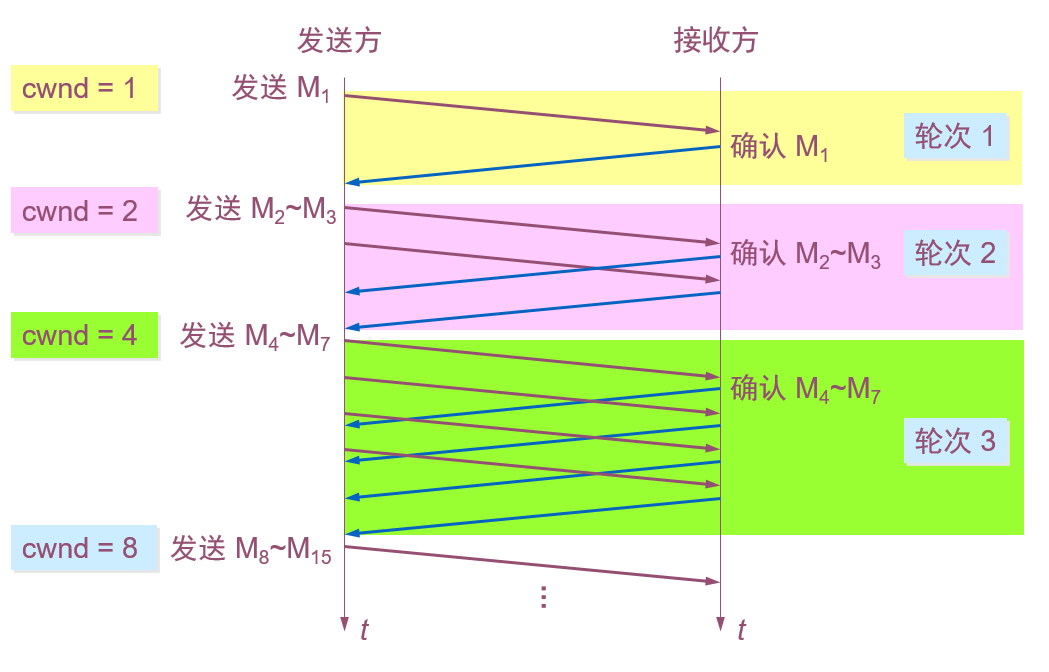 发送方 接收方
cwnd = 1 发送 M₁
确认 M₁ 轮次 1
cwnd = 2 发送 M₂~M₃
确认 M₂~M₃ 轮次 2
cwnd = 4 发送 M₄~M₇
确认 M₄~M₇
轮次 3
cwnd = 8 发送 M₈~M₁₅
⋮
t t